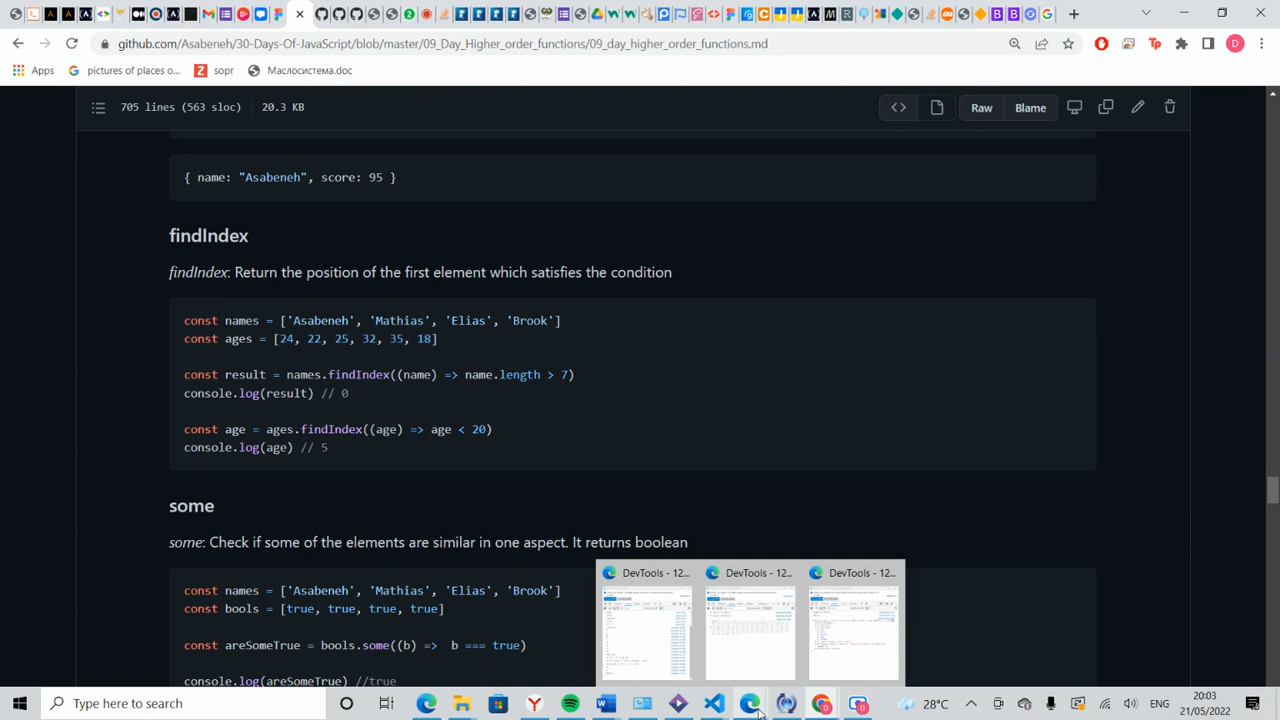 github.com/Asabeneh/30-Days-Of-JavaScript/blob/master/09_Day_Higher_order_functions/09_day_higher_order_functions.md
Apps
pictures of places o...
sopr
Маслосистема.doc
705 lines (563 sloc)
20.3 KB
Raw
Blame
{ name: "Asabeneh", score: 95 }
findIndex
findIndex: Return the position of the first element which satisfies the condition
const names = ['Asabeneh', 'Mathias', 'Elias', 'Brook']
const ages = [24, 22, 25, 32, 35, 18]
const result = names.findIndex((name) => name.length > 7)
console.log(result) // 0
const age = ages.findIndex((age) => age < 20)
console.log(age) // 5
some
some: Check if some of the elements are similar in one aspect. It returns boolean
DevTools - 12...
DevTools - 12...
DevTools - 12...
const names = ['Asabeneh', 'Mathias', 'Elias', 'Brook']
const bools = [true, true, true, true]
const areSomeTr
b === true)
console.log(areSomeTrue) //true
Type here to search
28°C
ENG
20:03
21/05/2022